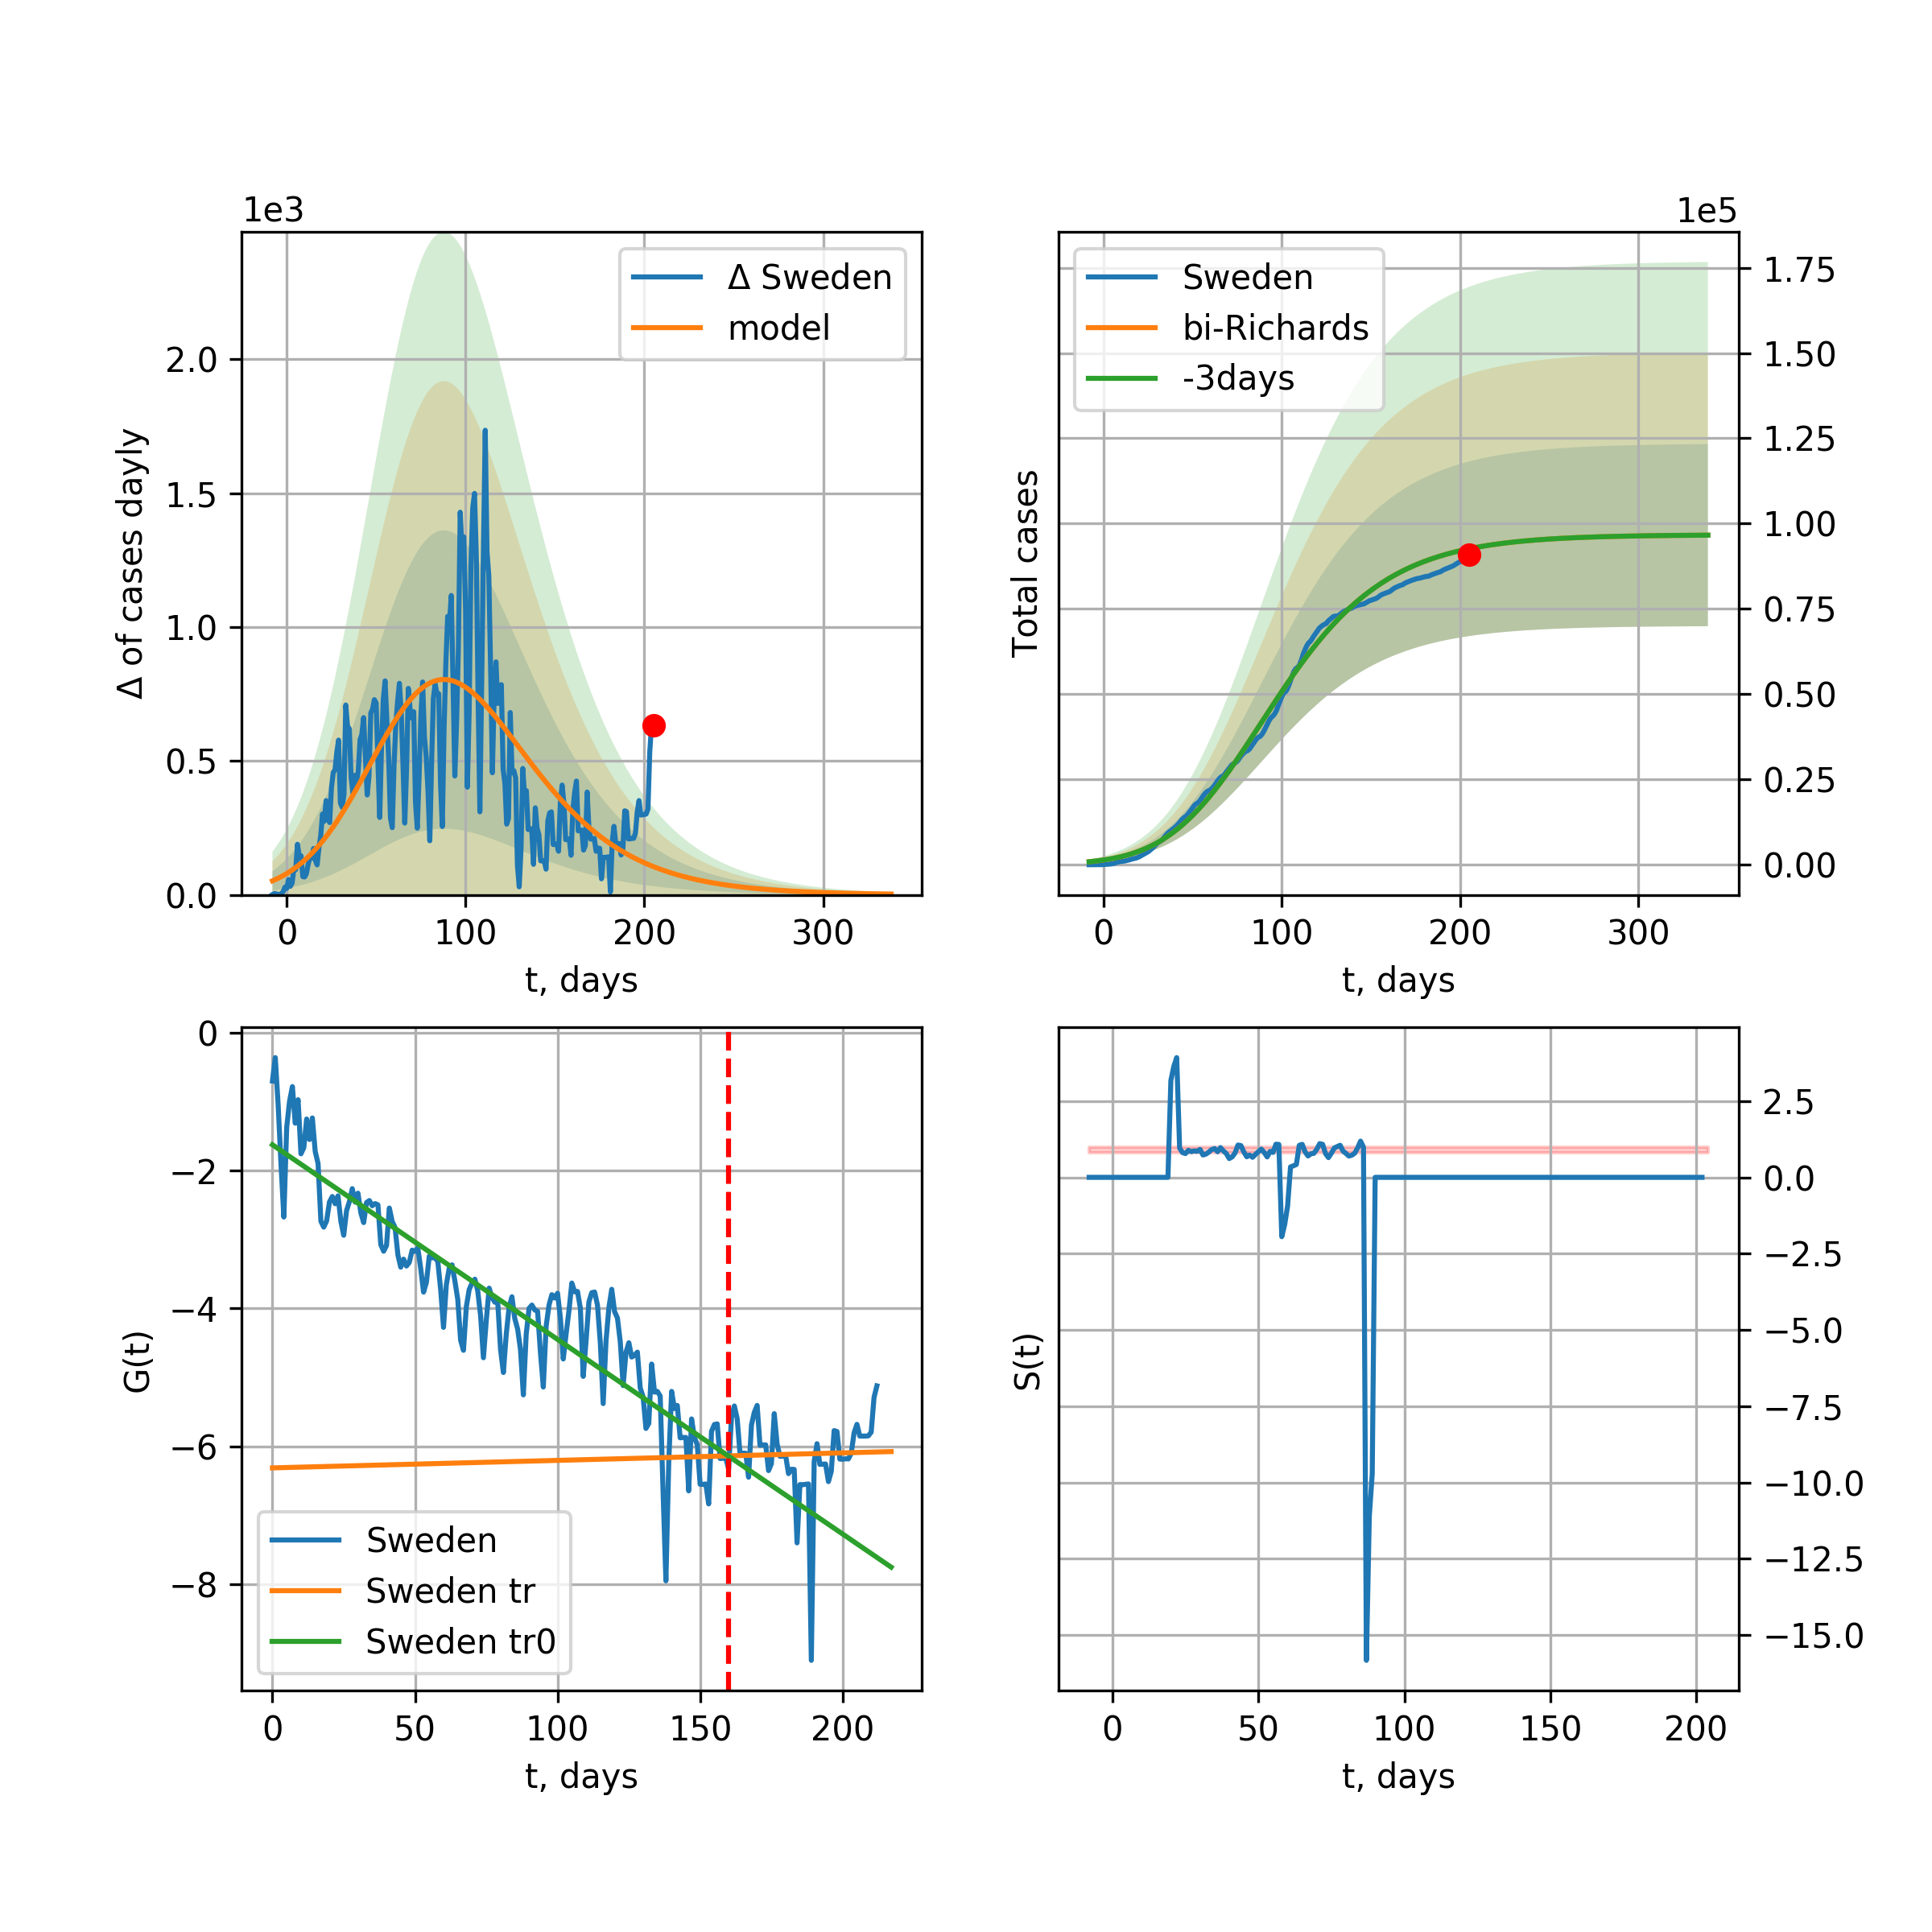 1e3
Δ Sweden
model
2.0
1.5
1.0
0.5
0.0
Δ of cases dayly
0 100 200 300
t, days
1e5
Sweden
bi-Richards
-3days
Total cases
1.75
1.50
1.25
1.00
0.75
0.50
0.25
0.00
0 100 200 300
t, days
0
−2
−4
−6
−8
G(t)
Sweden
Sweden tr
Sweden tr0
0 50 100 150 200
t, days
S(t)
2.5
0.0
−2.5
−5.0
−7.5
−10.0
−12.5
−15.0
0 50 100 150 200
t, days